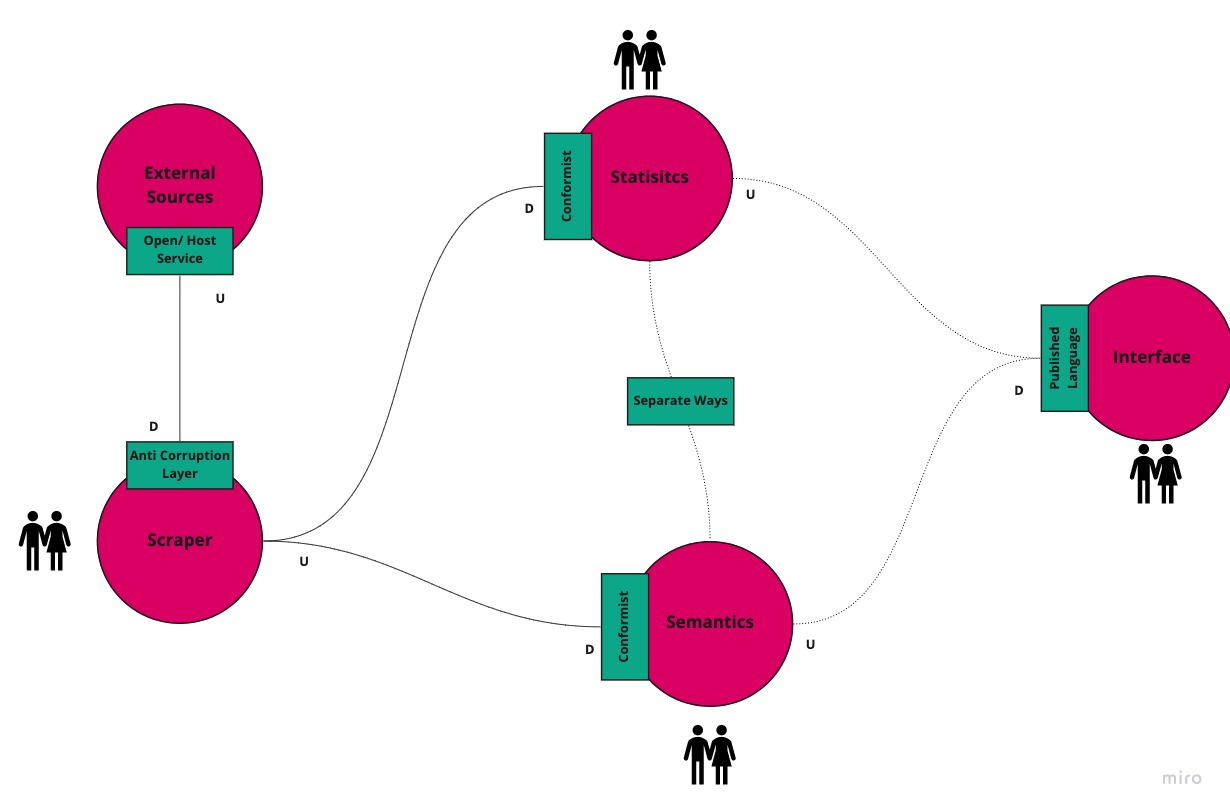 External
Sources
Open/ Host
Service
U
D
Anti Corruption
Layer
Scraper
U
D
Conformist
Statisitcs
U
Separate Ways
D
Conformist
Semantics
U
D
Published
Language
Interface
miro